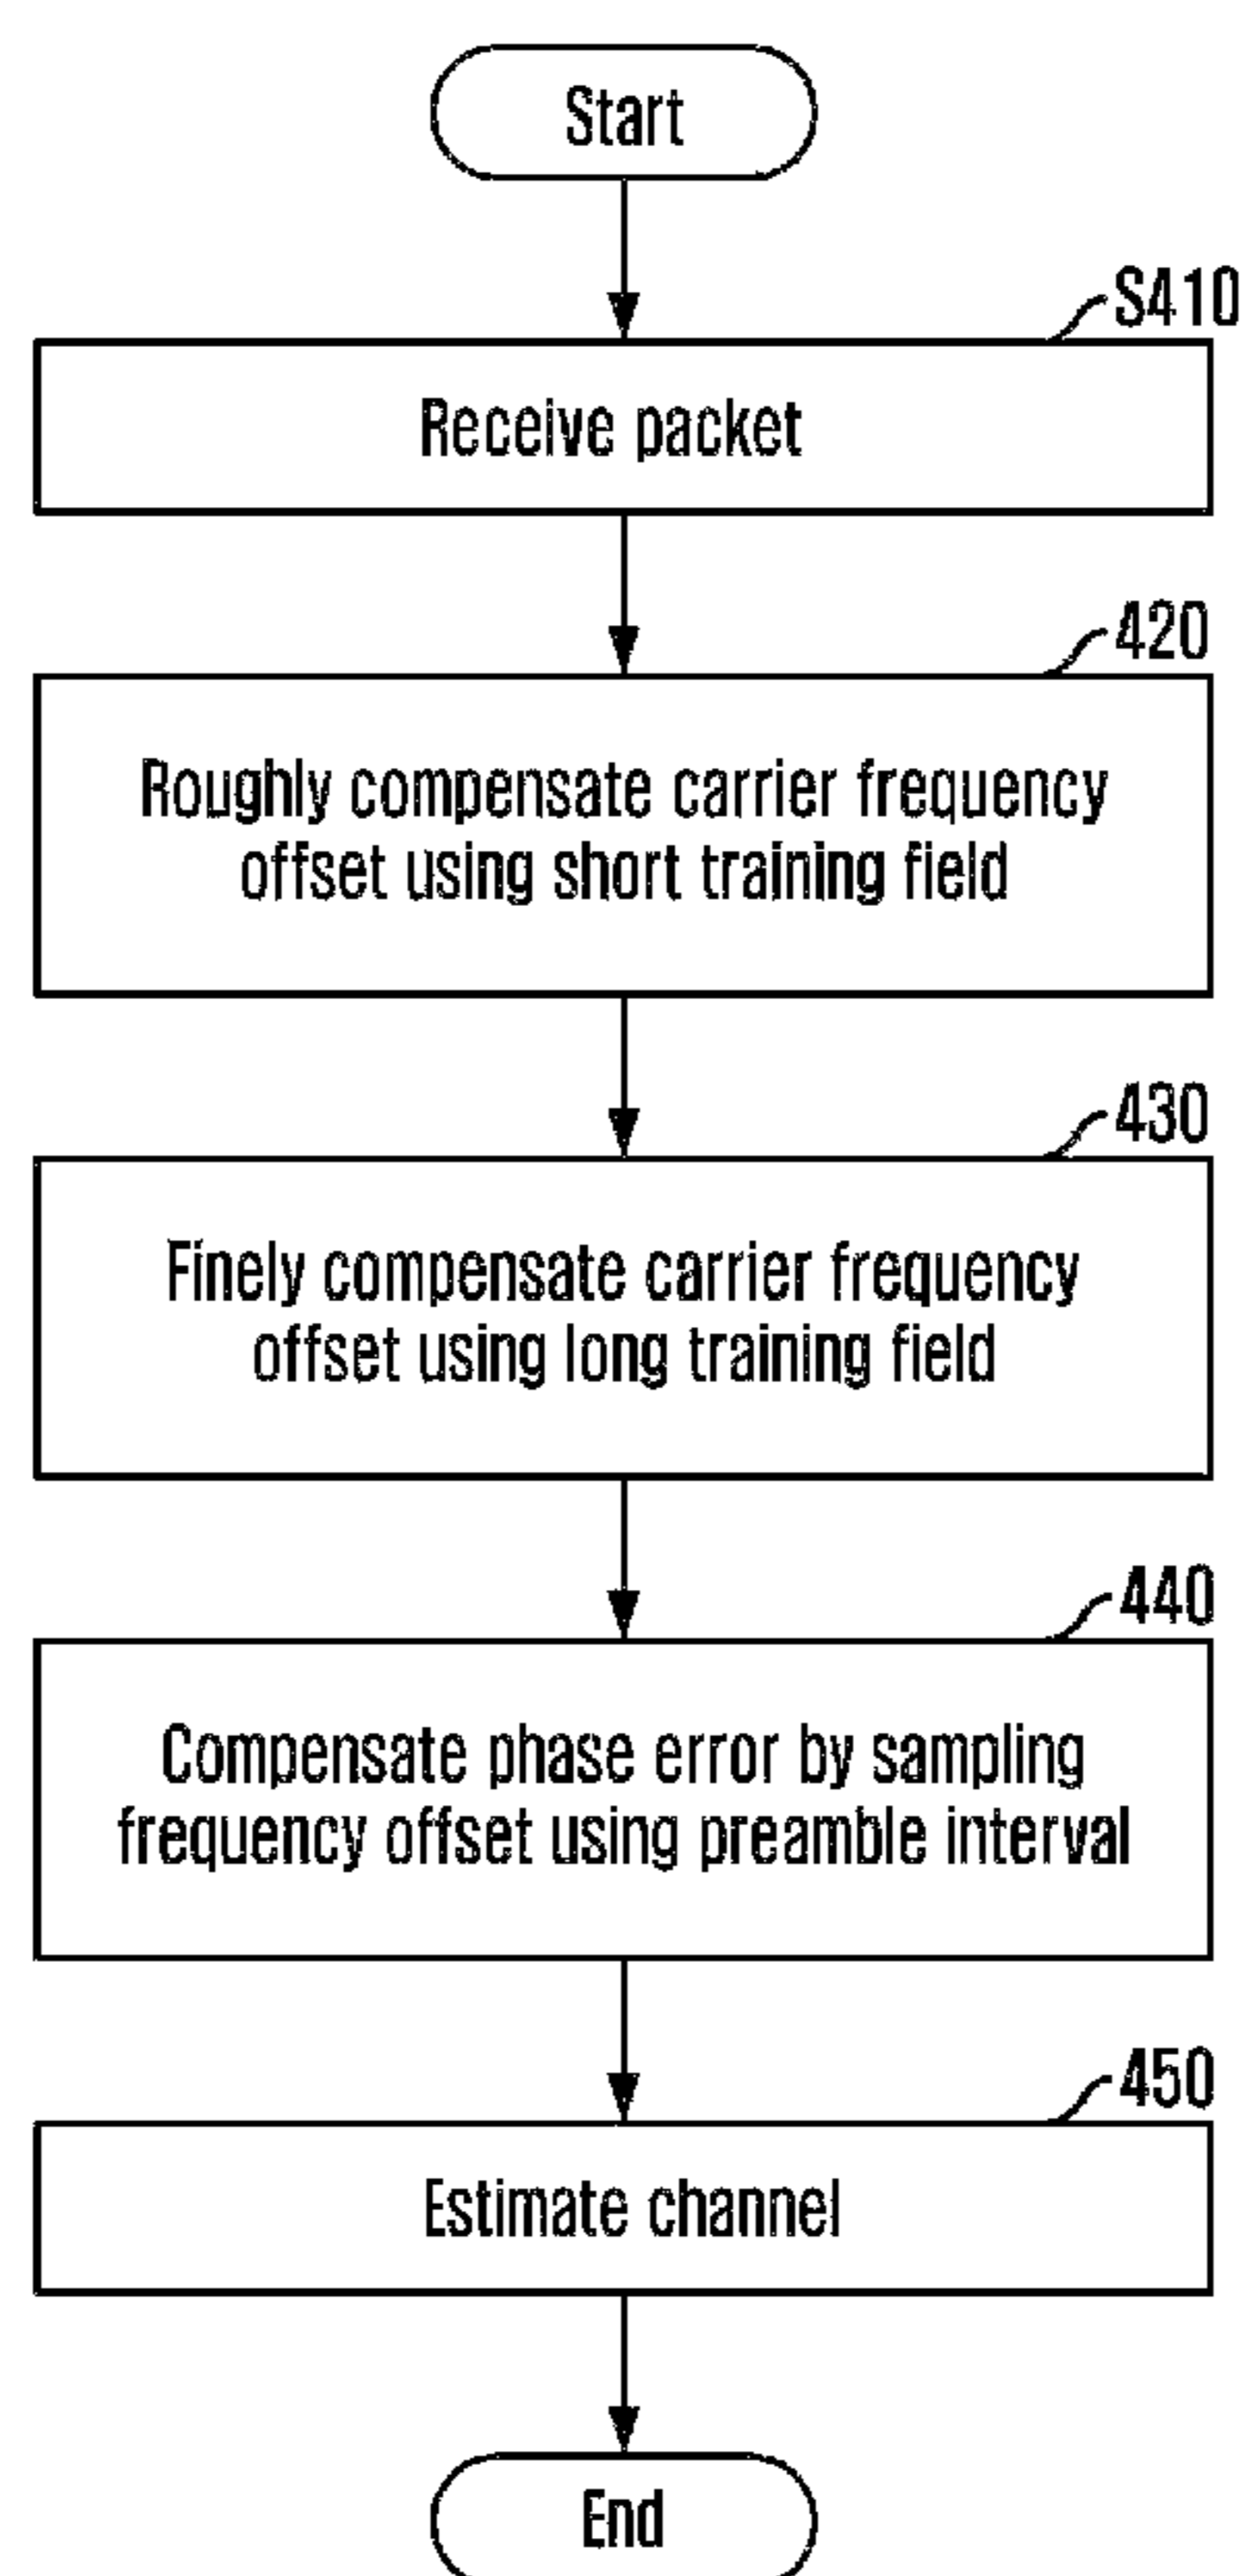 Start
S410
Receive packet
420
Roughly compensate carrier frequency
offset using short training field
430
Finely compensate carrier frequency
offset using long training field
440
Compensate phase error by sampling
frequency offset using preamble interval
450
Estimate channel
End